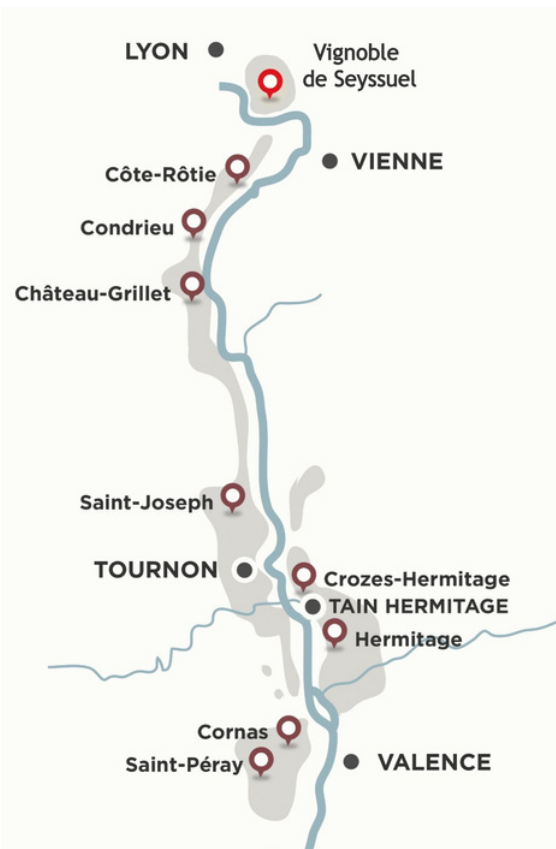 LYON
Vignoble
de Seyssuel
VIENNE
Côte-Rôtie
Condrieu
Château-Grillet
Saint-Joseph
TOURNON
Crozes-Hermitage
TAIN HERMITAGE
Hermitage
Cornas
Saint-Péray
VALENCE